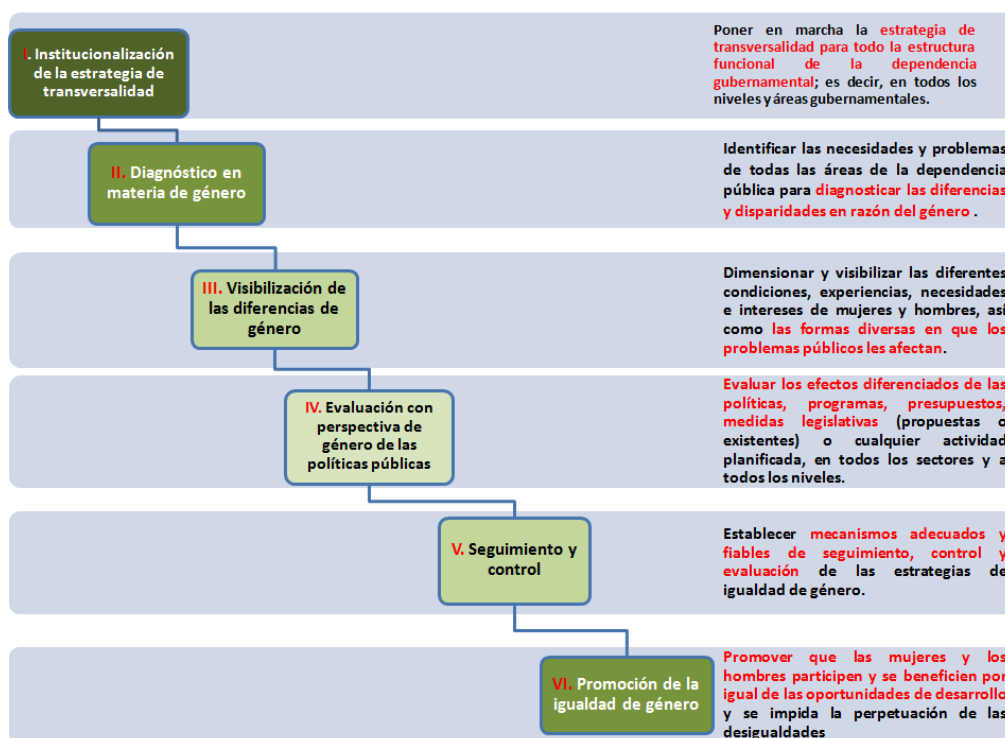 I. Institucionalización
de la estrategia de
transversalidad
Poner en marcha la estrategia de
transversalidad para todo la estructura
funcional de la dependencia
gubernamental; es decir, en todos los
niveles y áreas gubernamentales.
II. Diagnóstico en
materia de género
Identificar las necesidades y problemas
de todas las áreas de la dependencia
pública para diagnosticar las diferencias
y disparidades en razón del género .
III. Visibilización de
las diferencias de
género
Dimensionar y visibilizar las diferentes
condiciones, experiencias, necesidades
e intereses de mujeres y hombres, así
como las formas diversas en que los
problemas públicos les afectan.
IV. Evaluación con
perspectiva de
género de las
políticas públicas
Evaluar los efectos diferenciados de las
políticas, programas, presupuestos,
medidas legislativas (propuestas o
existentes) o cualquier actividad
planificada, en todos los sectores y a
todos los niveles.
V. Seguimiento y
control
Establecer mecanismos adecuados y
fiables de seguimiento, control y
evaluación de las estrategias de
igualdad de género.
VI. Promoción de la
igualdad de género
Promover que las mujeres y los
hombres participen y se beneficien por
igual de las oportunidades de desarrollo
y se impida la perpetuación de las
desigualdades